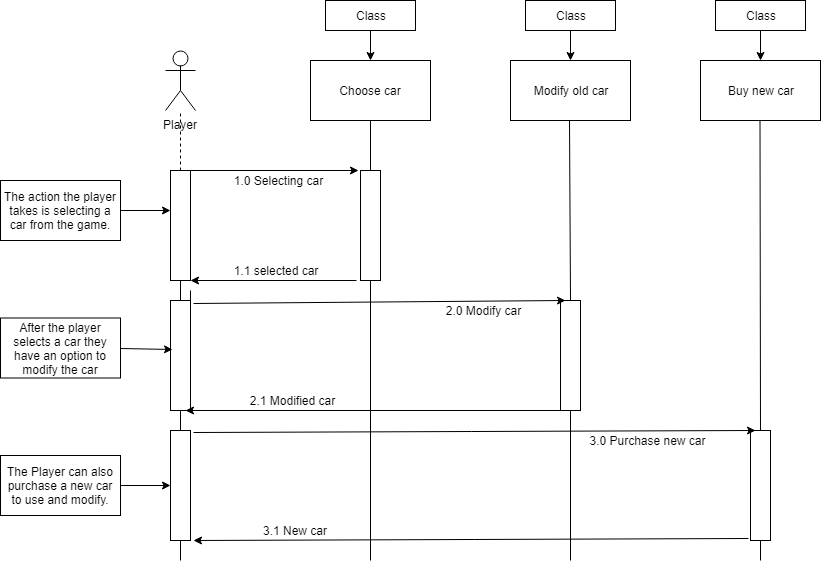 Class
Class
Class
Choose car
Modify old car
Buy new car
Player
1.0 Selecting car
The action the player
takes is selecting a
car from the game.
1.1 selected car
2.0 Modify car
After the player
selects a car they
have an option to
modify the car
2.1 Modified car
3.0 Purchase new car
The Player can also
purchase a new car
to use and modify.
3.1 New car